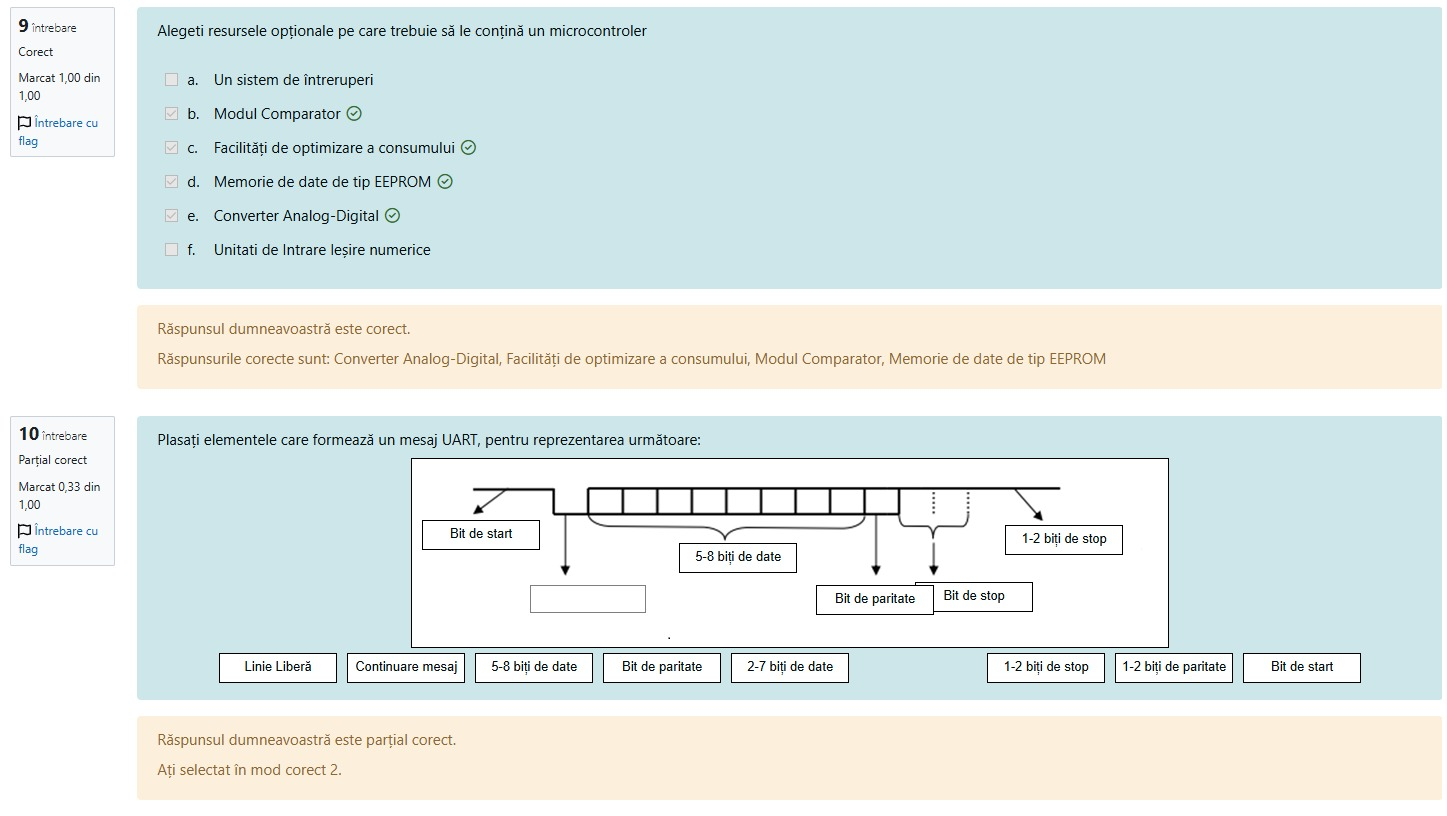 9 întrebare
Corect
Marcat 1,00 din
1,00
Întrebare cu
flag
Alegeti resursele opționale pe care trebuie să le conțină un microcontroler
a. Un sistem de întreruperi
b. Modul Comparator
c. Facilități de optimizare a consumului
d. Memorie de date de tip EEPROM
e. Converter Analog-Digital
f. Unitati de Intrare Ieșire numerice
Răspunsul dumneavoastră este corect.
Răspunsurile corecte sunt: Converter Analog-Digital, Facilități de optimizare a consumului, Modul Comparator, Memorie de date de tip EEPROM
10 întrebare
Parțial corect
Marcat 0,33 din
1,00
Întrebare cu
flag
Plasați elementele care formează un mesaj UART, pentru reprezentarea următoare:
Bit de start
5-8 biți de date
1-2 biți de stop
Bit de paritate
Bit de stop
.
Linie Liberă
Continuare mesaj
5-8 biți de date
Bit de paritate
2-7 biți de date
1-2 biți de stop
1-2 biți de paritate
Bit de start
Răspunsul dumneavoastră este parțial corect.
Ați selectat în mod corect 2.